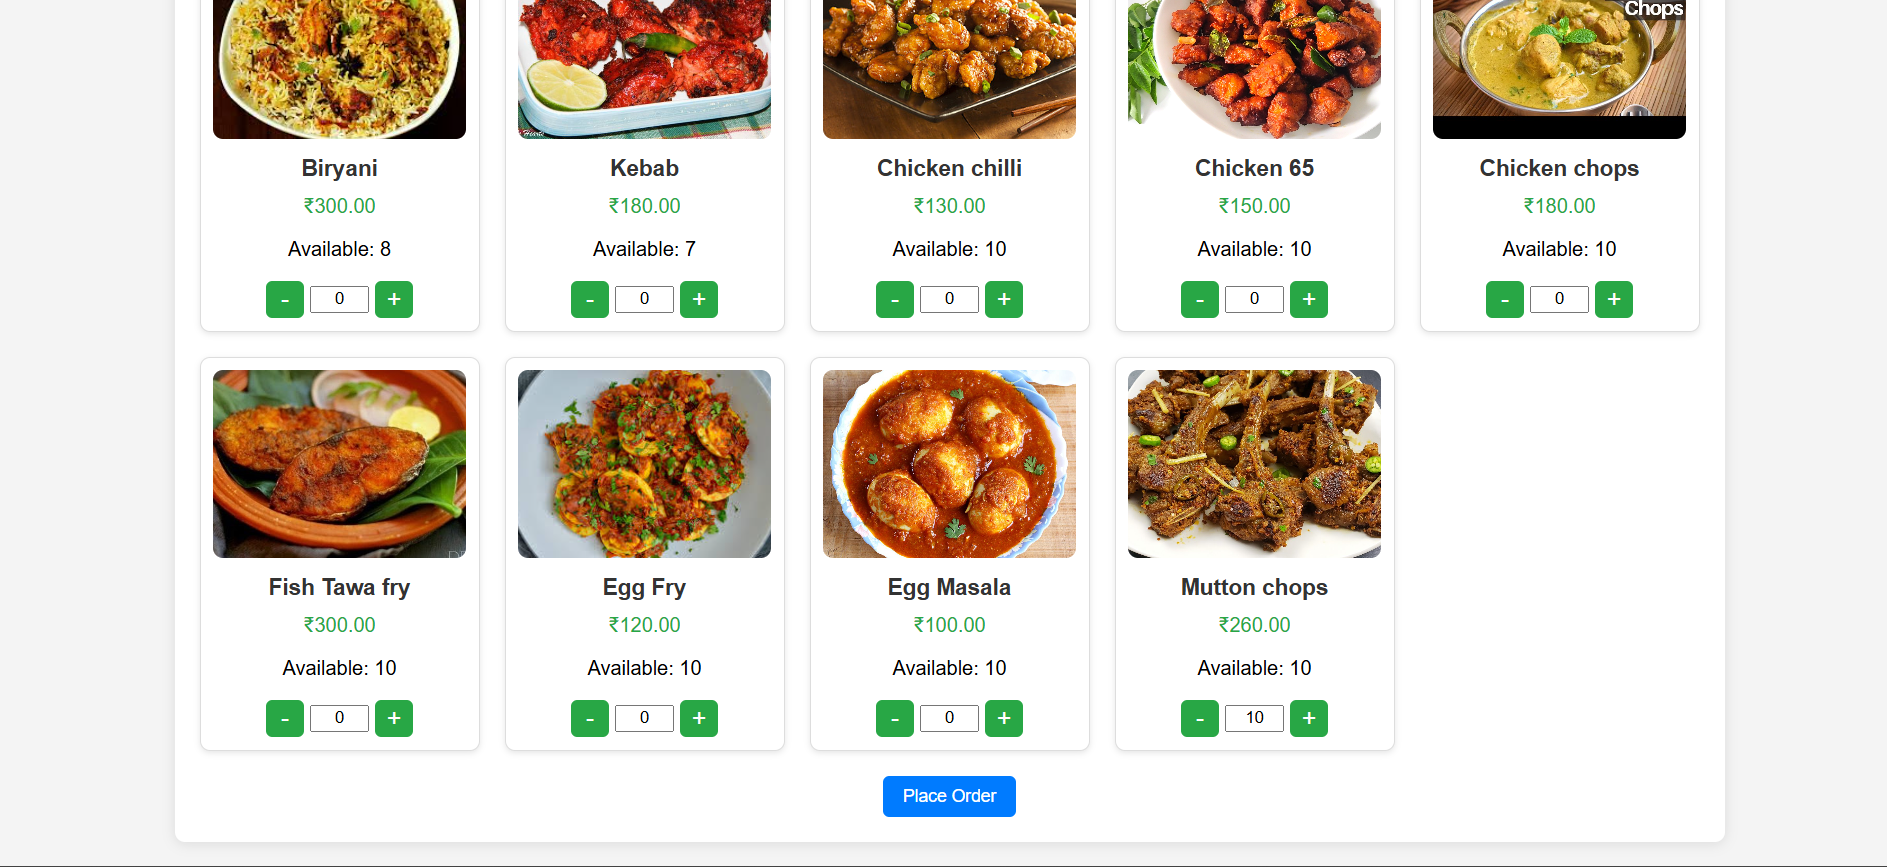 Chops
Hearts
Biryani
₹300.00
Available: 8
- 0 +
Kebab
₹180.00
Available: 7
- 0 +
Chicken chilli
₹130.00
Available: 10
- 0 +
Chicken 65
₹150.00
Available: 10
- 0 +
Chicken chops
₹180.00
Available: 10
- 0 +
Fish Tawa fry
₹300.00
Available: 10
- 0 +
Egg Fry
₹120.00
Available: 10
- 0 +
Egg Masala
₹100.00
Available: 10
- 0 +
Mutton chops
₹260.00
Available: 10
- 10 +
Place Order